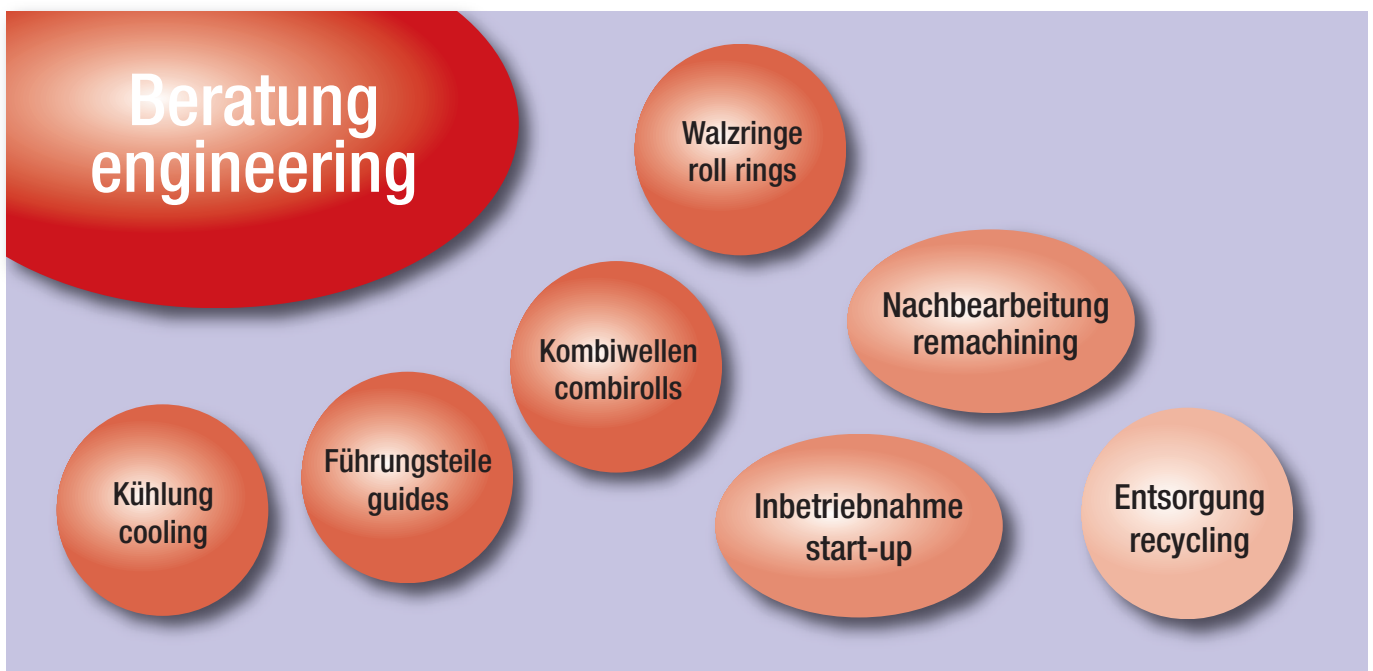 Beratung
engineering
Walzringe
roll rings
Nachbearbeitung
remachining
Kombiwellen
combirolls
Führungsteile
guides
Kühlung
cooling
Inbetriebnahme
start-up
Entsorgung
recycling